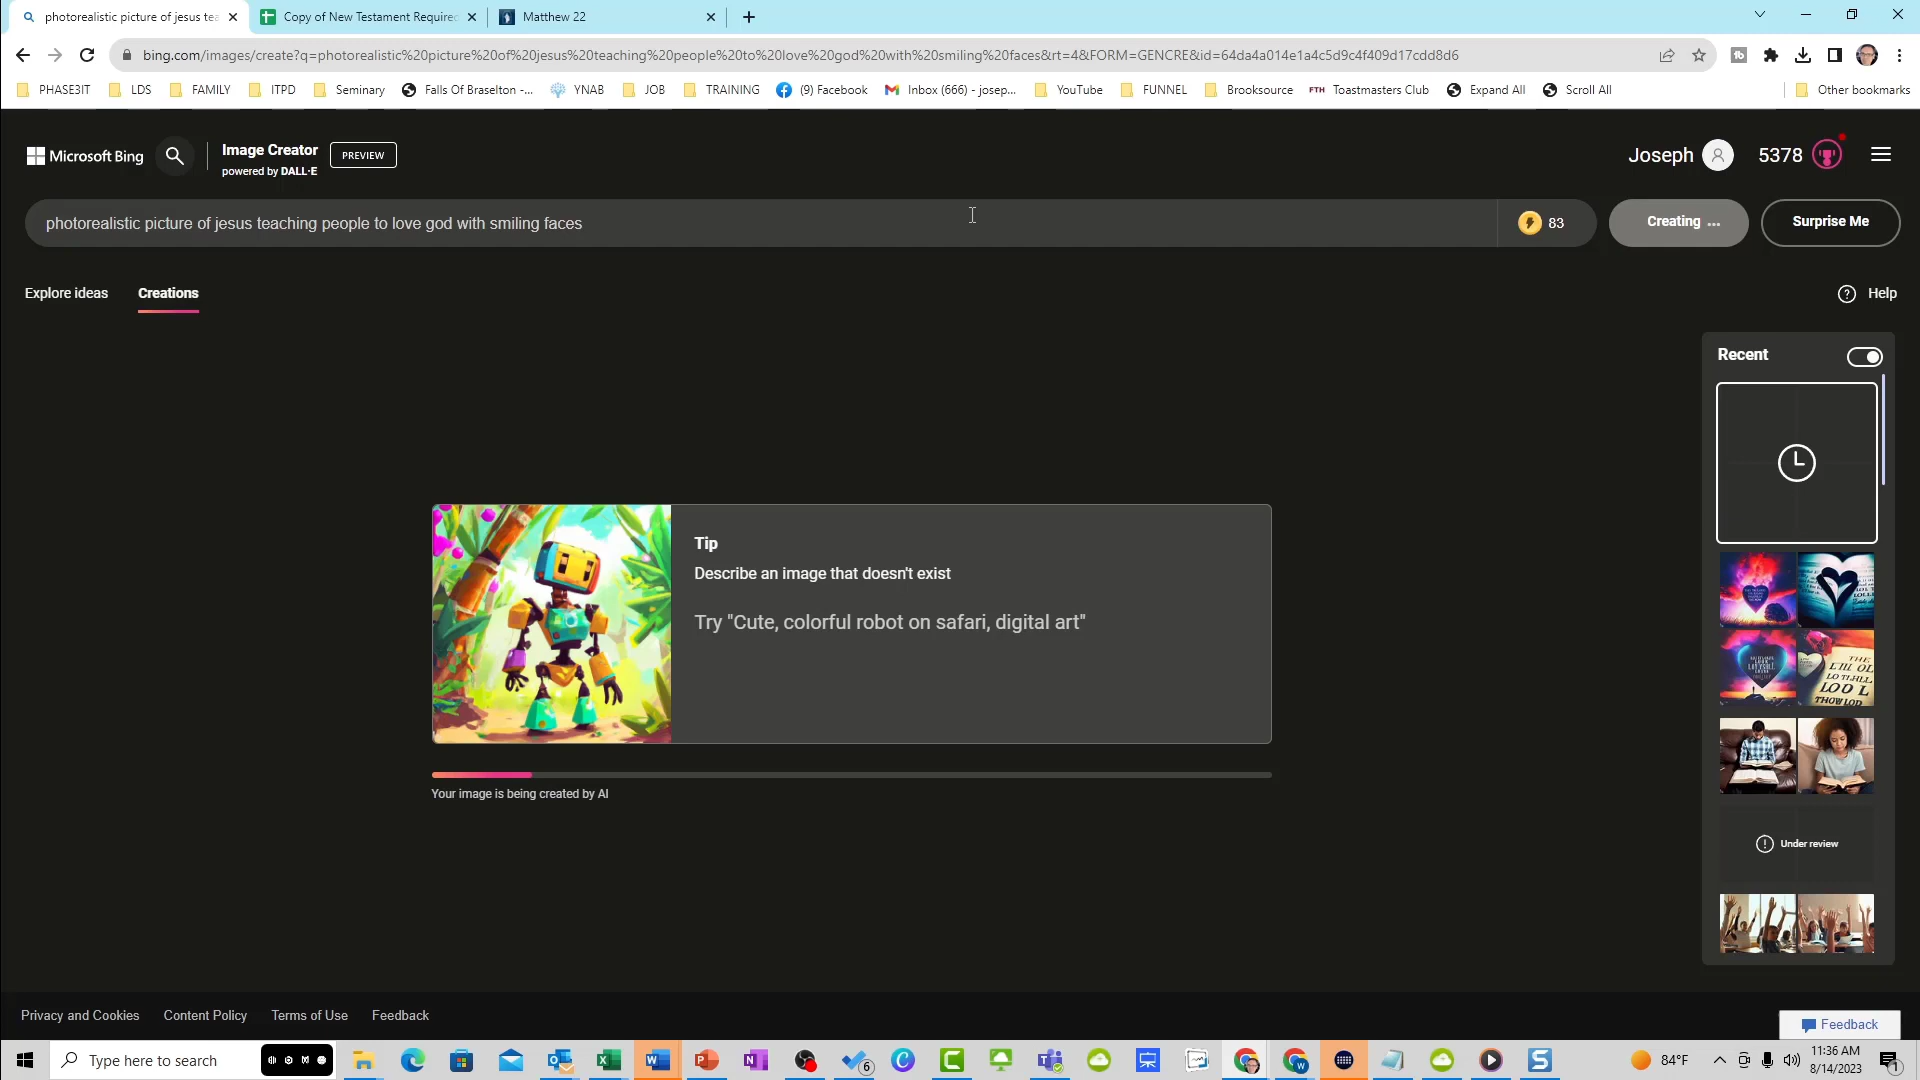 photorealistic picture of jesus tea
Copy of New Testament Required
Matthew 22
bing.com/images/create?q=photorealistic%20picture%20of%20jesus%20teaching%20people%20to%20love%20god%20with%20smiling%20faces&rt=4&FORM=GENCRE&id=64da4a014e1a4c5d9c4f409d17cdd8d6
PHASE3IT LDS FAMILY ITPD Seminary Falls Of Braselton -... YNAB JOB TRAINING (9) Facebook Inbox (666) - josep... YouTube FUNNEL Brooksource FTH Toastmasters Club Expand All Scroll All Other bookmarks
Microsoft Bing
Image Creator
powered by DALL·E
PREVIEW
Joseph
5378
photorealistic picture of jesus teaching people to love god with smiling faces
83
Creating ...
Surprise Me
Explore ideas
Creations
Help
Recent
Tip
Describe an image that doesn't exist
Try "Cute, colorful robot on safari, digital art"
Your image is being created by AI
THE
LO O L
Under review
Privacy and Cookies Content Policy Terms of Use Feedback
Feedback
Type here to search
6
84°F
11:36 AM
8/14/2023
1